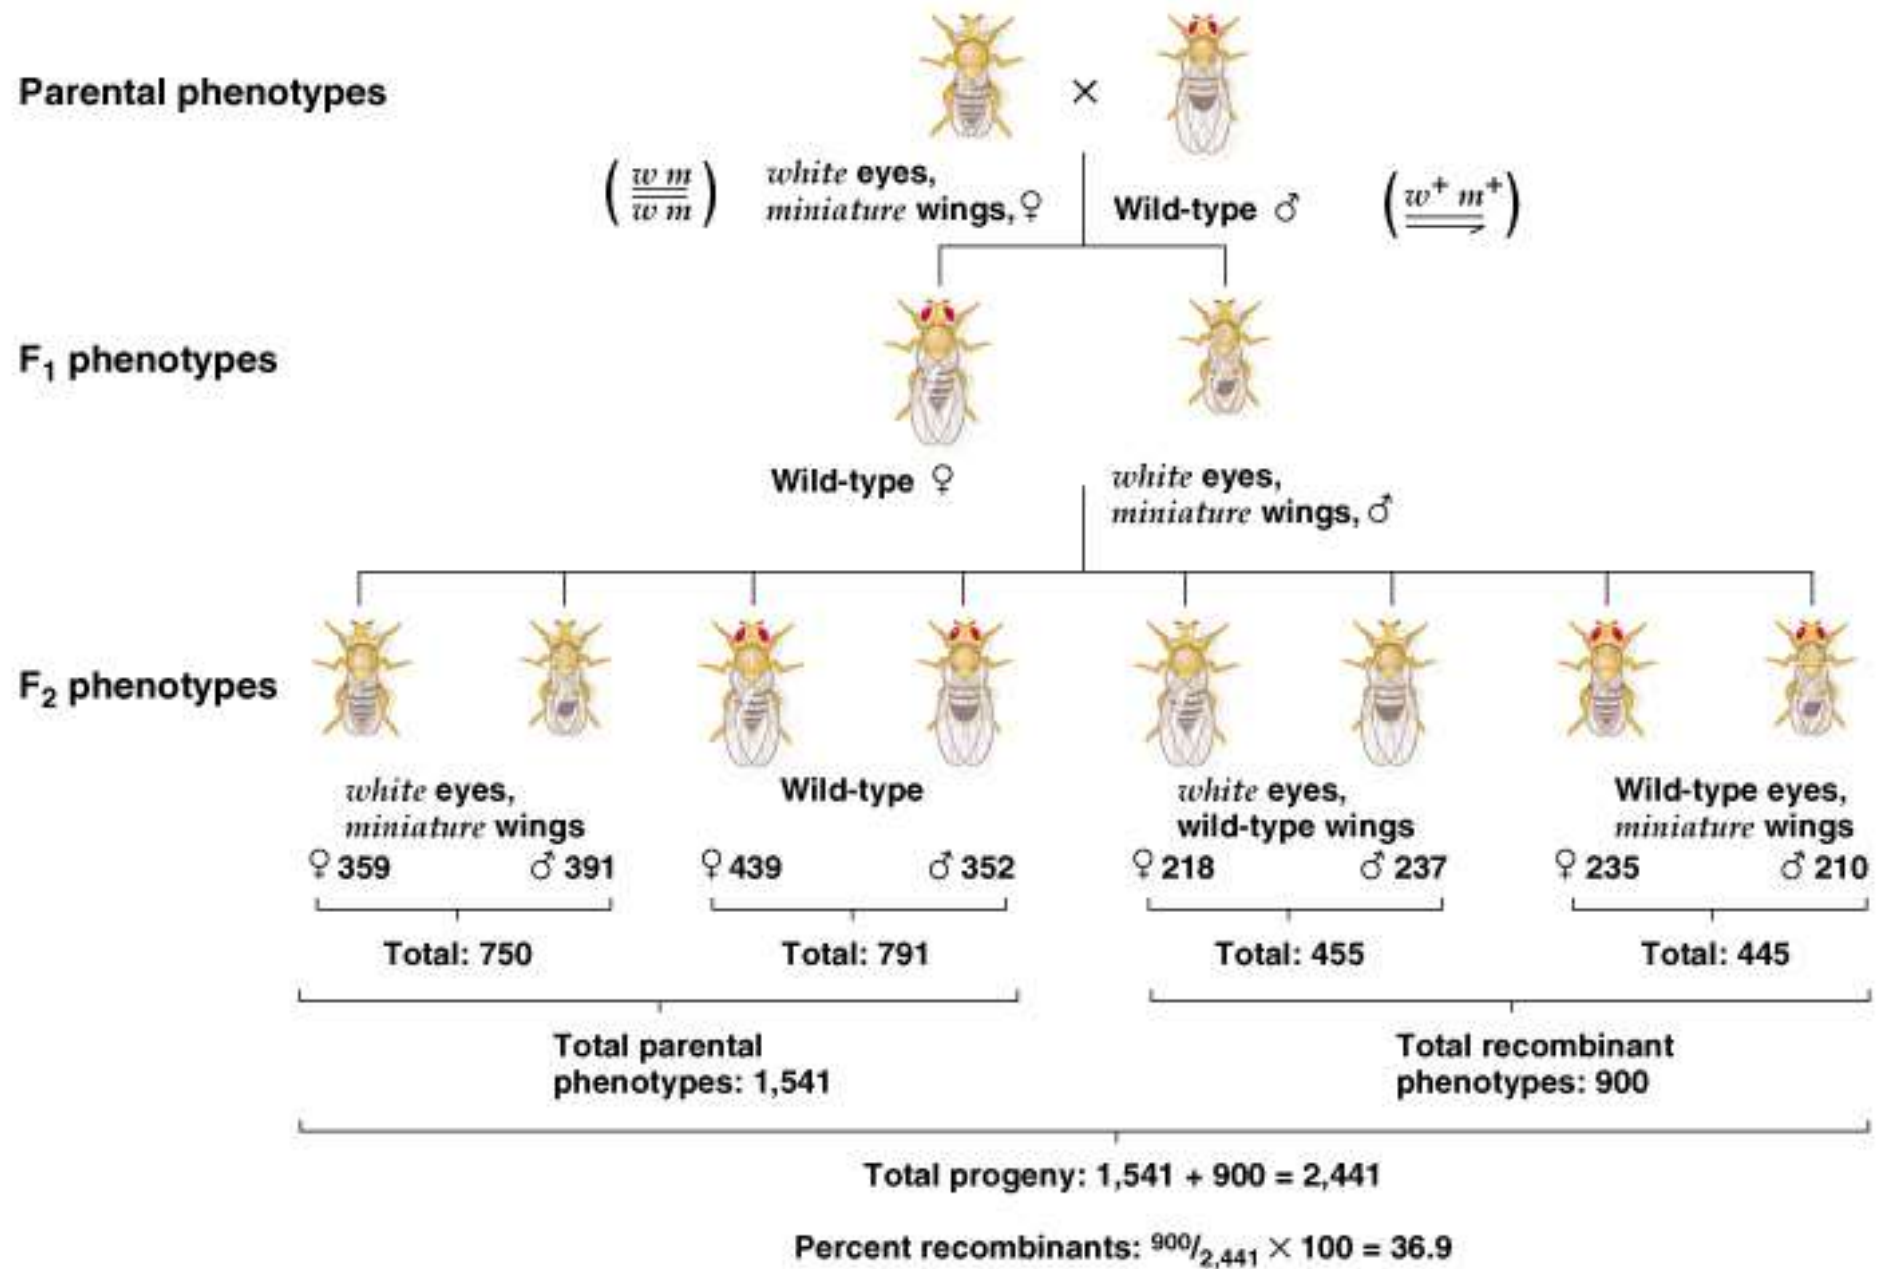 Parental phenotypes
×
( w m / w m )
white eyes,
miniature wings, ♀
Wild-type ♂
( w+ m+ )
F1 phenotypes
Wild-type ♀
white eyes,
miniature wings, ♂
F2 phenotypes
white eyes,
miniature wings
Wild-type
white eyes,
wild-type wings
Wild-type eyes,
miniature wings
♀ 359 ♂ 391 ♀ 439 ♂ 352 ♀ 218 ♂ 237 ♀ 235 ♂ 210
Total: 750 Total: 791 Total: 455 Total: 445
Total parental
phenotypes: 1,541
Total recombinant
phenotypes: 900
Total progeny: 1,541 + 900 = 2,441
Percent recombinants: 900/2,441 × 100 = 36.9